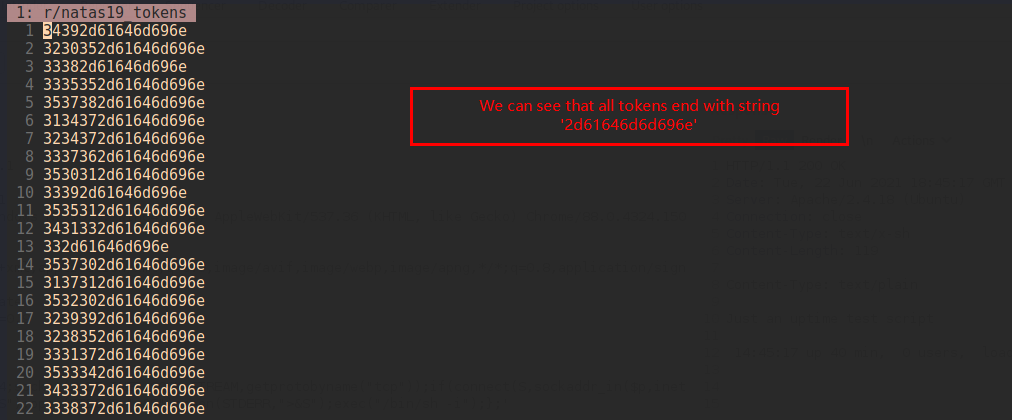 1: r/natas19 tokens
1 34392d61646d696e
2 3230352d61646d696e
3 33382d61646d696e
4 3335352d61646d696e
5 3537382d61646d696e
6 3134372d61646d696e
7 3234372d61646d696e
8 3337362d61646d696e
9 3530312d61646d696e
10 33392d61646d696e
11 3535312d61646d696e
12 3431332d61646d696e
13 332d61646d696e
14 3537302d61646d696e
15 3137312d61646d696e
16 3532302d61646d696e
17 3239392d61646d696e
18 3238352d61646d696e
19 3331372d61646d696e
20 3533342d61646d696e
21 3433372d61646d696e
22 3338372d61646d696e
We can see that all tokens end with string
'2d61646d6d696e'